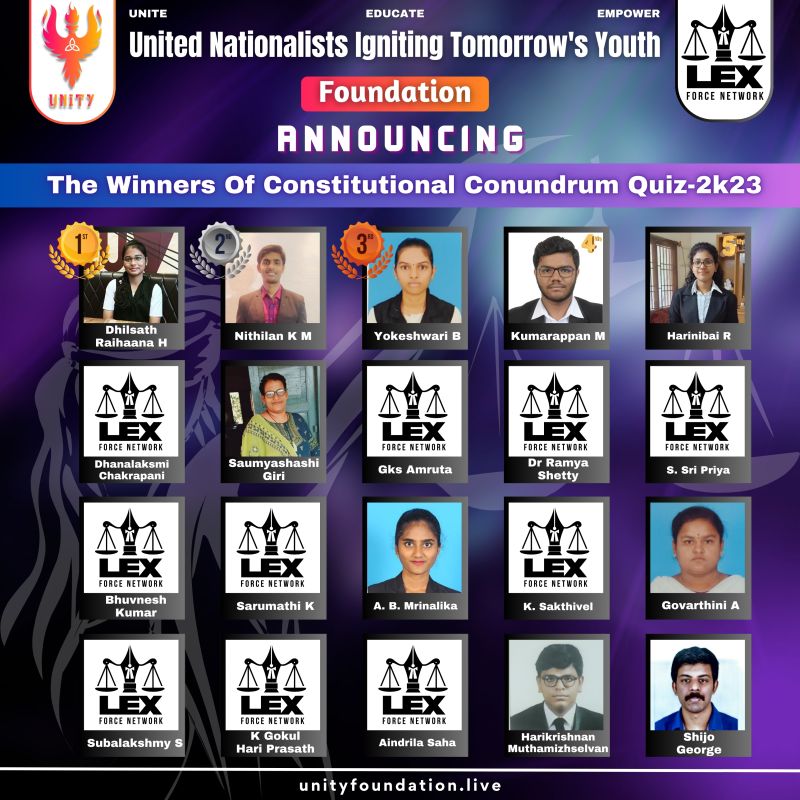 UNITE EDUCATE EMPOWER
United Nationalists Igniting Tomorrow's Youth
UNITY
LEX
FORCE NETWORK
Foundation
ANNOUNCING
The Winners Of Constitutional Conundrum Quiz-2k23
1ST
2ND
3RD
4th
5th
Dhilsath
Raihaana H
Nithilan K M
Yokeshwari B
Kumarappan M
Harinibai R
LEX
FORCE NETWORK
Dhanalaksmi
Chakrapani
Saumyashashi
Giri
LEX
FORCE NETWORK
Gks Amruta
LEX
FORCE NETWORK
Dr Ramya
Shetty
LEX
FORCE NETWORK
S. Sri Priya
LEX
FORCE NETWORK
Bhuvnesh
Kumar
LEX
FORCE NETWORK
Sarumathi K
A. B. Mrinalika
LEX
FORCE NETWORK
K. Sakthivel
Govarthini A
LEX
FORCE NETWORK
Subalakshmy S
LEX
FORCE NETWORK
K Gokul
Hari Prasath
LEX
FORCE NETWORK
Aindrila Saha
Harikrishnan
Muthamizhselvan
Shijo
George
unityfoundation.live